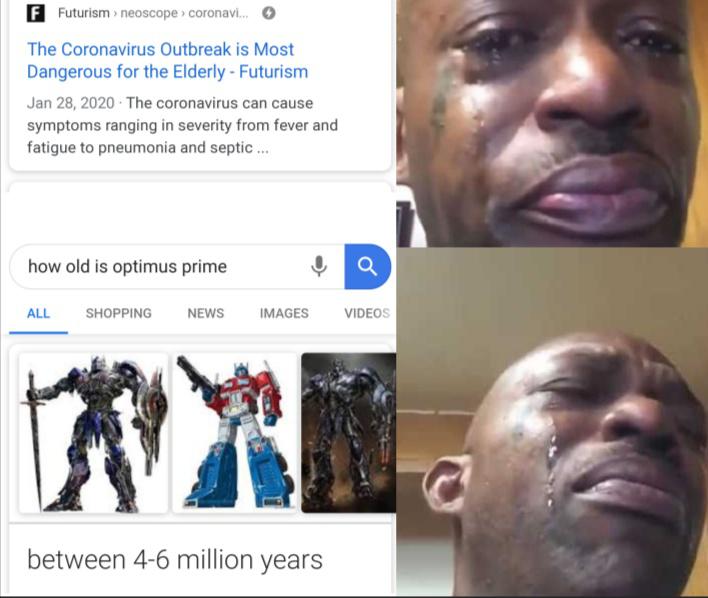 F Futurism › neoscope › coronavi...
The Coronavirus Outbreak is Most
Dangerous for the Elderly - Futurism
Jan 28, 2020 · The coronavirus can cause
symptoms ranging in severity from fever and
fatigue to pneumonia and septic ...
how old is optimus prime
ALL SHOPPING NEWS IMAGES VIDEOS
between 4-6 million years